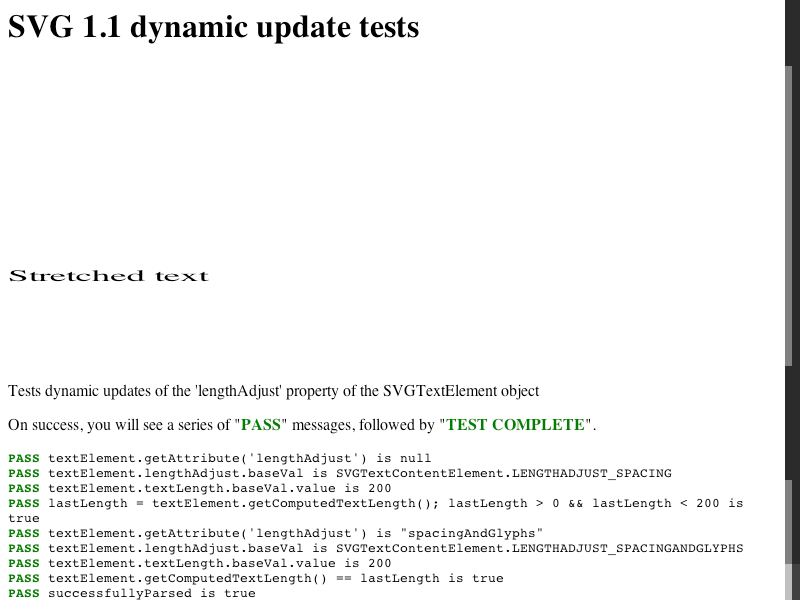 SVG 1.1 dynamic update tests
Stretched text
Tests dynamic updates of the 'lengthAdjust' property of the SVGTextElement object
On success, you will see a series of "PASS" messages, followed by "TEST COMPLETE".
PASS textElement.getAttribute('lengthAdjust') is null
PASS textElement.lengthAdjust.baseVal is SVGTextContentElement.LENGTHADJUST_SPACING
PASS textElement.textLength.baseVal.value is 200
PASS lastLength = textElement.getComputedTextLength(); lastLength > 0 && lastLength < 200 is
true
PASS textElement.getAttribute('lengthAdjust') is "spacingAndGlyphs"
PASS textElement.lengthAdjust.baseVal is SVGTextContentElement.LENGTHADJUST_SPACINGANDGLYPHS
PASS textElement.textLength.baseVal.value is 200
PASS textElement.getComputedTextLength() == lastLength is true
PASS successfullyParsed is true